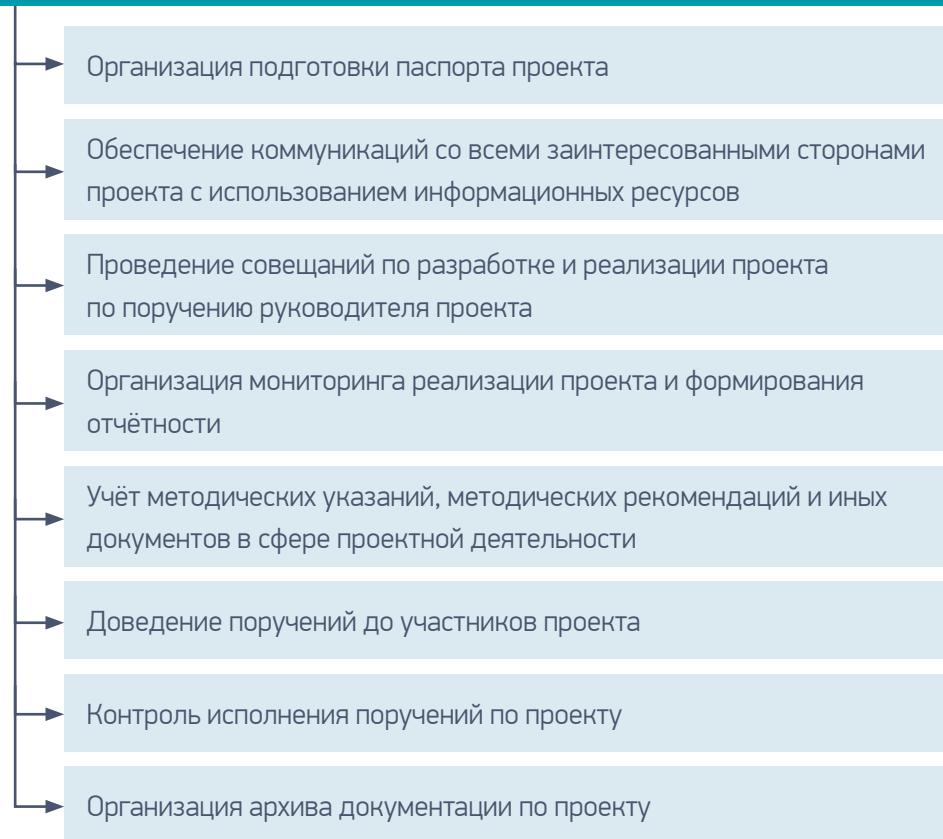 Организация подготовки паспорта проекта
Обеспечение коммуникаций со всеми заинтересованными сторонами
проекта с использованием информационных ресурсов
Проведение совещаний по разработке и реализации проекта
по поручению руководителя проекта
Организация мониторинга реализации проекта и формирования
отчётности
Учёт методических указаний, методических рекомендаций и иных
документов в сфере проектной деятельности
Доведение поручений до участников проекта
Контроль исполнения поручений по проекту
Организация архива документации по проекту